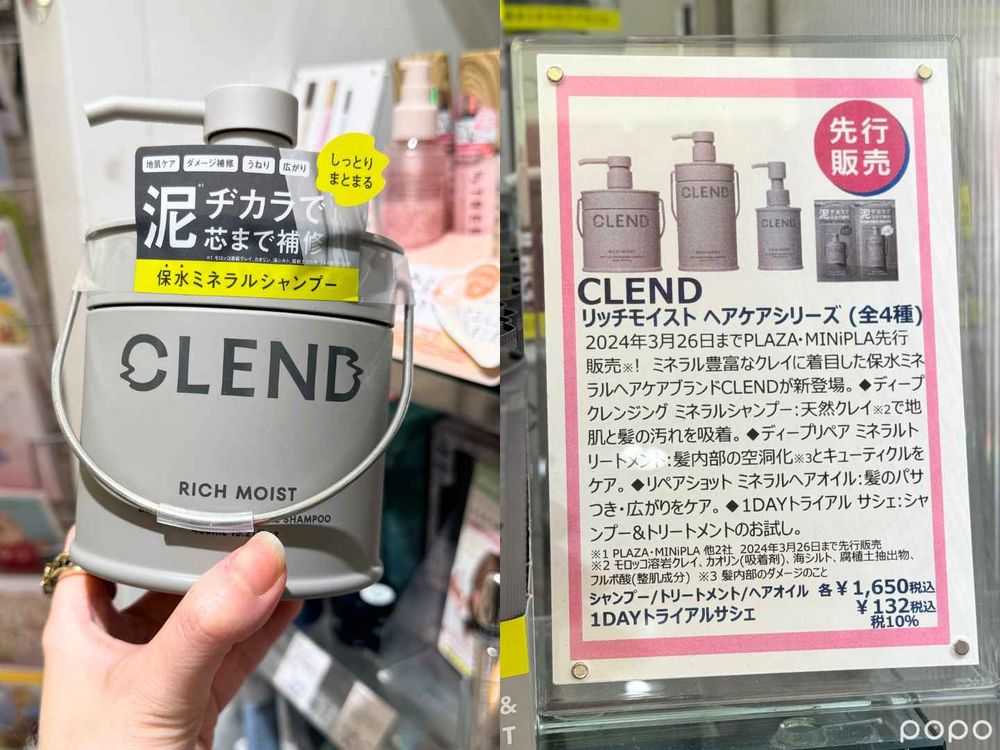 地肌ケア ダメージ補修 うねり 広がり
しっとり
まとまる
泥※1ヂカラで
芯まで補修
保水ミネラルシャンプー
CLEND
RICH MOIST
SHAMPOO
先行
販売
CLEND
CLEND
CLEND
泥ヂカラで
CLEND
リッチモイスト ヘアケアシリーズ (全4種)
2024年3月26日までPLAZA・MINiPLA先行
販売※! ミネラル豊富なクレイに着目した保水ミネ
ラルヘアケアブランドCLENDが新登場。◆ディープ
クレンジング ミネラルシャンプー:天然クレイ※2で地
肌と髪の汚れを吸着。◆ディープリペア ミネラルト
リートメント:髪内部の空洞化※3とキューティクルを
ケア。◆リペアショット ミネラルヘアオイル:髪のパサ
つき・広がりをケア。◆1DAYトライアル サシェ:シャ
ンプー&トリートメントのお試し。
※1 PLAZA・MINiPLA 他2社 2024年3月26日まで先行販売
※2 モロッコ溶岩クレイ、カオリン(吸着剤)、海シルト、腐植土抽出物、
フルボ酸(整肌成分) ※3 髪内部のダメージのこと
シャンプー/トリートメント/ヘアオイル 各¥1,650税込
1DAYトライアルサシェ ¥132税込
税10%
&
T
popo